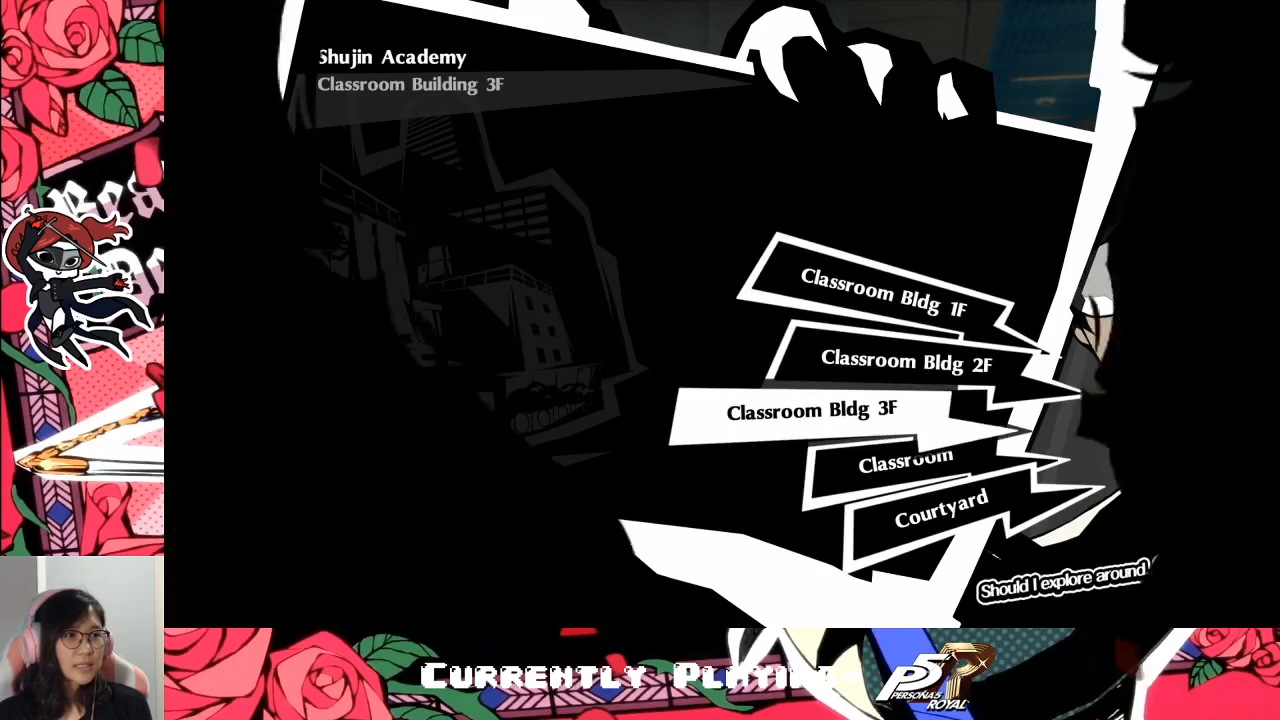 Shujin Academy
Classroom Building 3F
Classroom Bldg 1F
Classroom Bldg 2F
Classroom Bldg 3F
Classroom
Courtyard
Should I explore around
Currently Playing-
P5R
PERSONA5
ROYAL